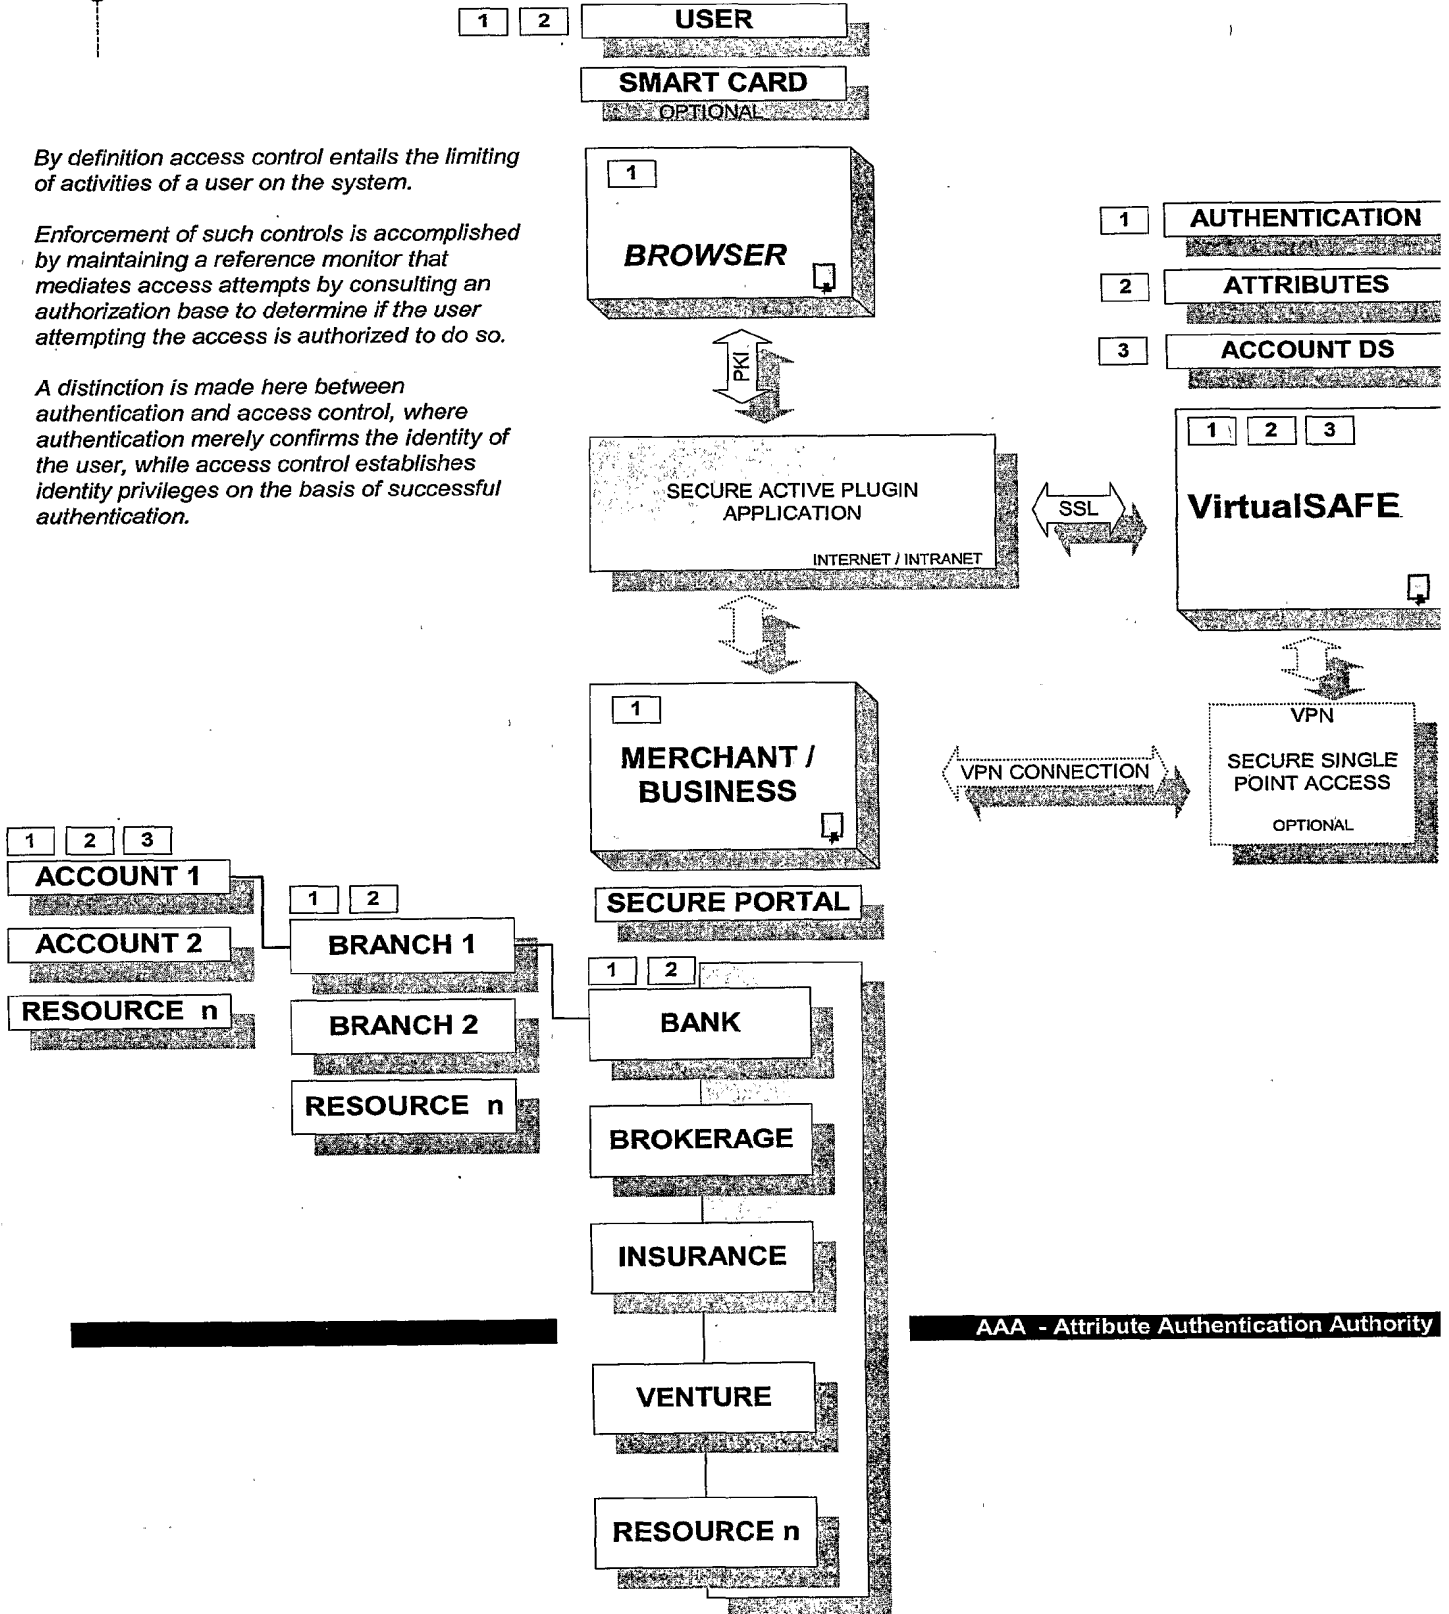 1 2 USER
SMART CARD
OPTIONAL
By definition access control entails the limiting
of activities of a user on the system.
Enforcement of such controls is accomplished
by maintaining a reference monitor that
mediates access attempts by consulting an
authorization base to determine if the user
attempting the access is authorized to do so.
A distinction is made here between
authentication and access control, where
authentication merely confirms the identity of
the user, while access control establishes
identity privileges on the basis of successful
authentication.
1
BROWSER
PKI
1 AUTHENTICATION
2 ATTRIBUTES
3 ACCOUNT DS
SECURE ACTIVE PLUGIN
APPLICATION
INTERNET / INTRANET
SSL
1 2 3
VirtualSAFE
1
MERCHANT /
BUSINESS
VPN CONNECTION
VPN
SECURE SINGLE
POINT ACCESS
OPTIONAL
SECURE PORTAL
1 2 3
ACCOUNT 1
ACCOUNT 2
RESOURCE n
1 2
BRANCH 1
BRANCH 2
RESOURCE n
1 2
BANK
BROKERAGE
INSURANCE
VENTURE
RESOURCE n
AAA - Attribute Authentication Authority